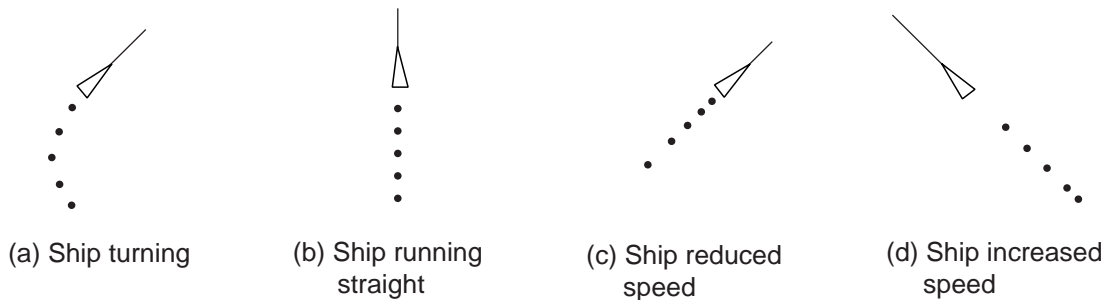 (a) Ship turning
(b) Ship running
straight
(c) Ship reduced
speed
(d) Ship increased
speed